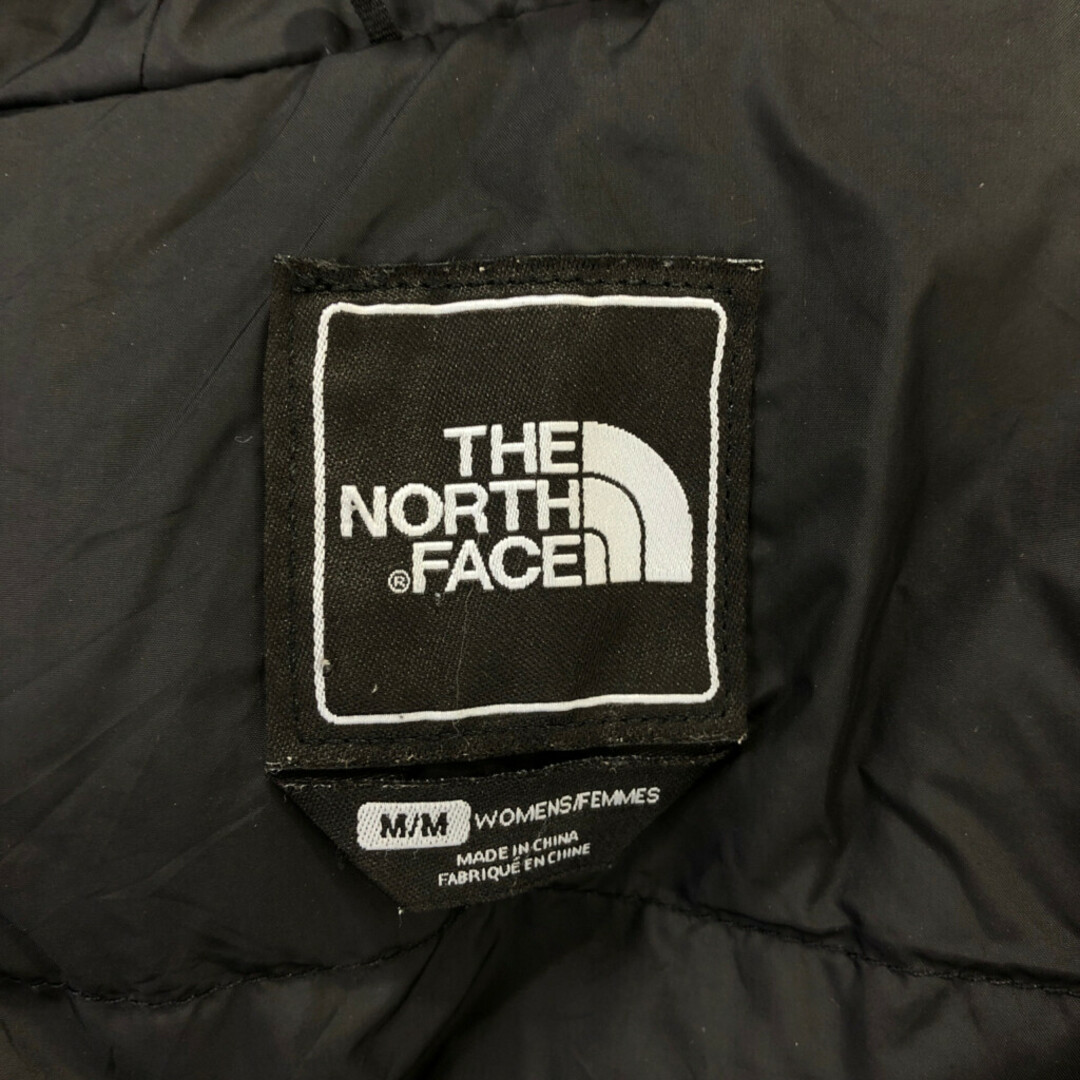 THE
NORTH
®FACE
M/M WOMENS/FEMMES
MADE IN CHINA
FABRIQUÉ EN CHINE